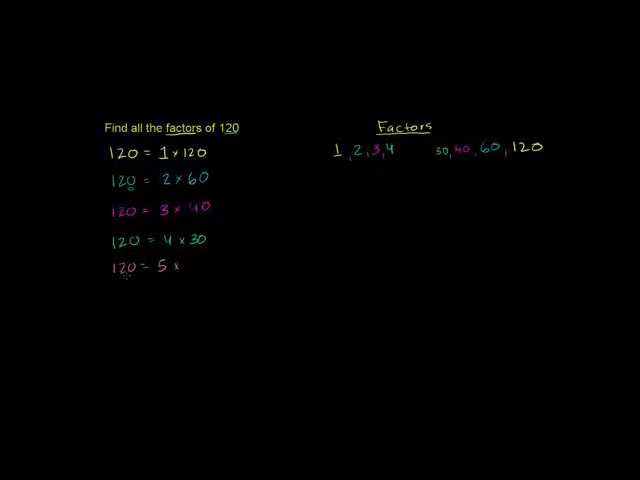 Find all the factors of 120
Factors
120 = 1 × 120
1, 2, 3, 4 30, 40, 60, 120
120 = 2 × 60
120 = 3 × 40
120 = 4 × 30
120 = 5 ×